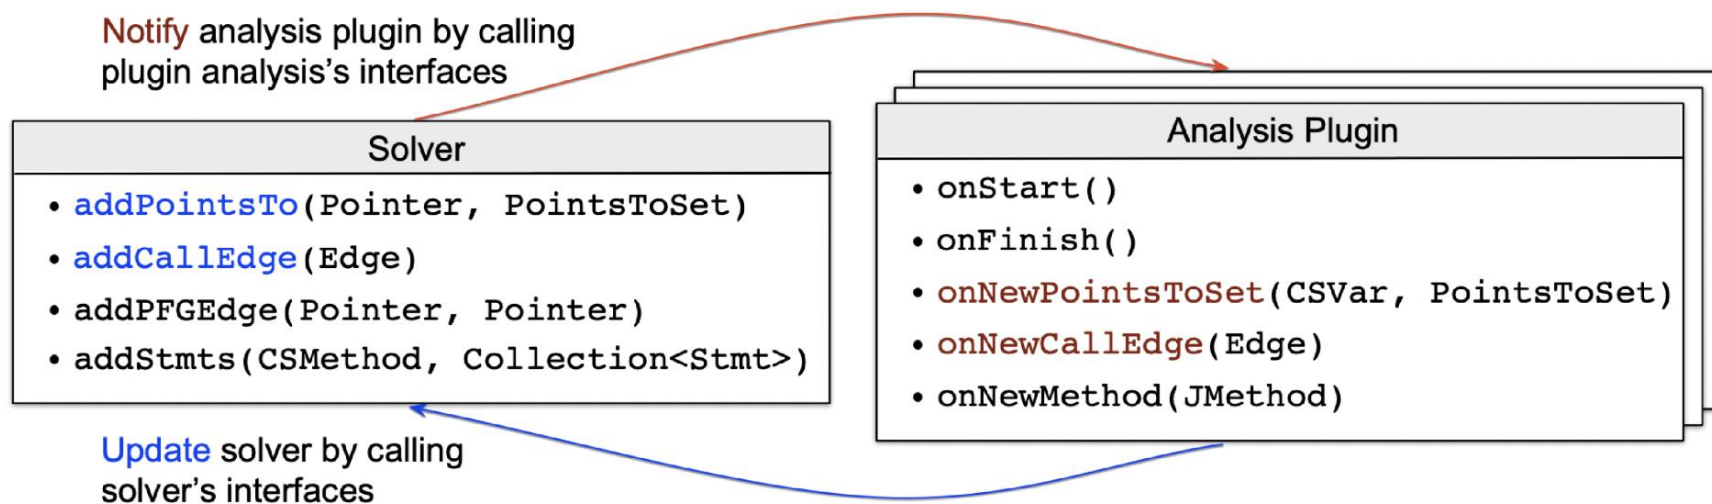 Notify analysis plugin by calling
plugin analysis's interfaces
Solver
• addPointsTo(Pointer, PointsToSet)
• addCallEdge(Edge)
• addPFGEdge(Pointer, Pointer)
• addStmts(CSMethod, Collection<Stmt>)
Analysis Plugin
• onStart()
• onFinish()
• onNewPointsToSet(CSVar, PointsToSet)
• onNewCallEdge(Edge)
• onNewMethod(JMethod)
Update solver by calling
solver's interfaces